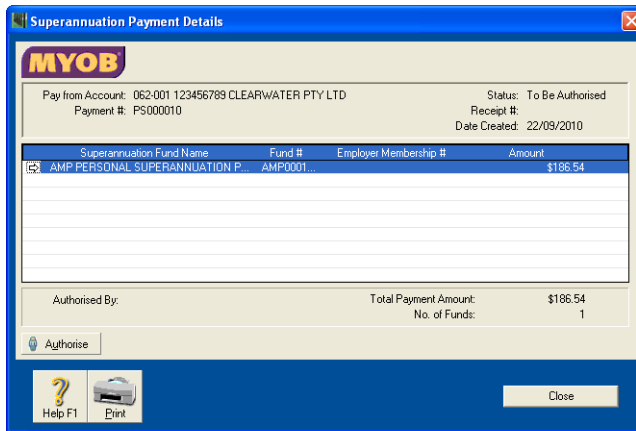 Superannuation Payment Details
MYOB
Pay from Account: 062-001 123456789 CLEARWATER PTY LTD Status: To Be Authorised
Payment #: PS000010 Receipt #:
Date Created: 22/09/2010
Superannuation Fund Name Fund # Employer Membership # Amount
AMP PERSONAL SUPERANNUATION P... AMP0001... $186.54
Authorised By: Total Payment Amount: $186.54
No. of Funds: 1
Authorise
Help F1 Print Close